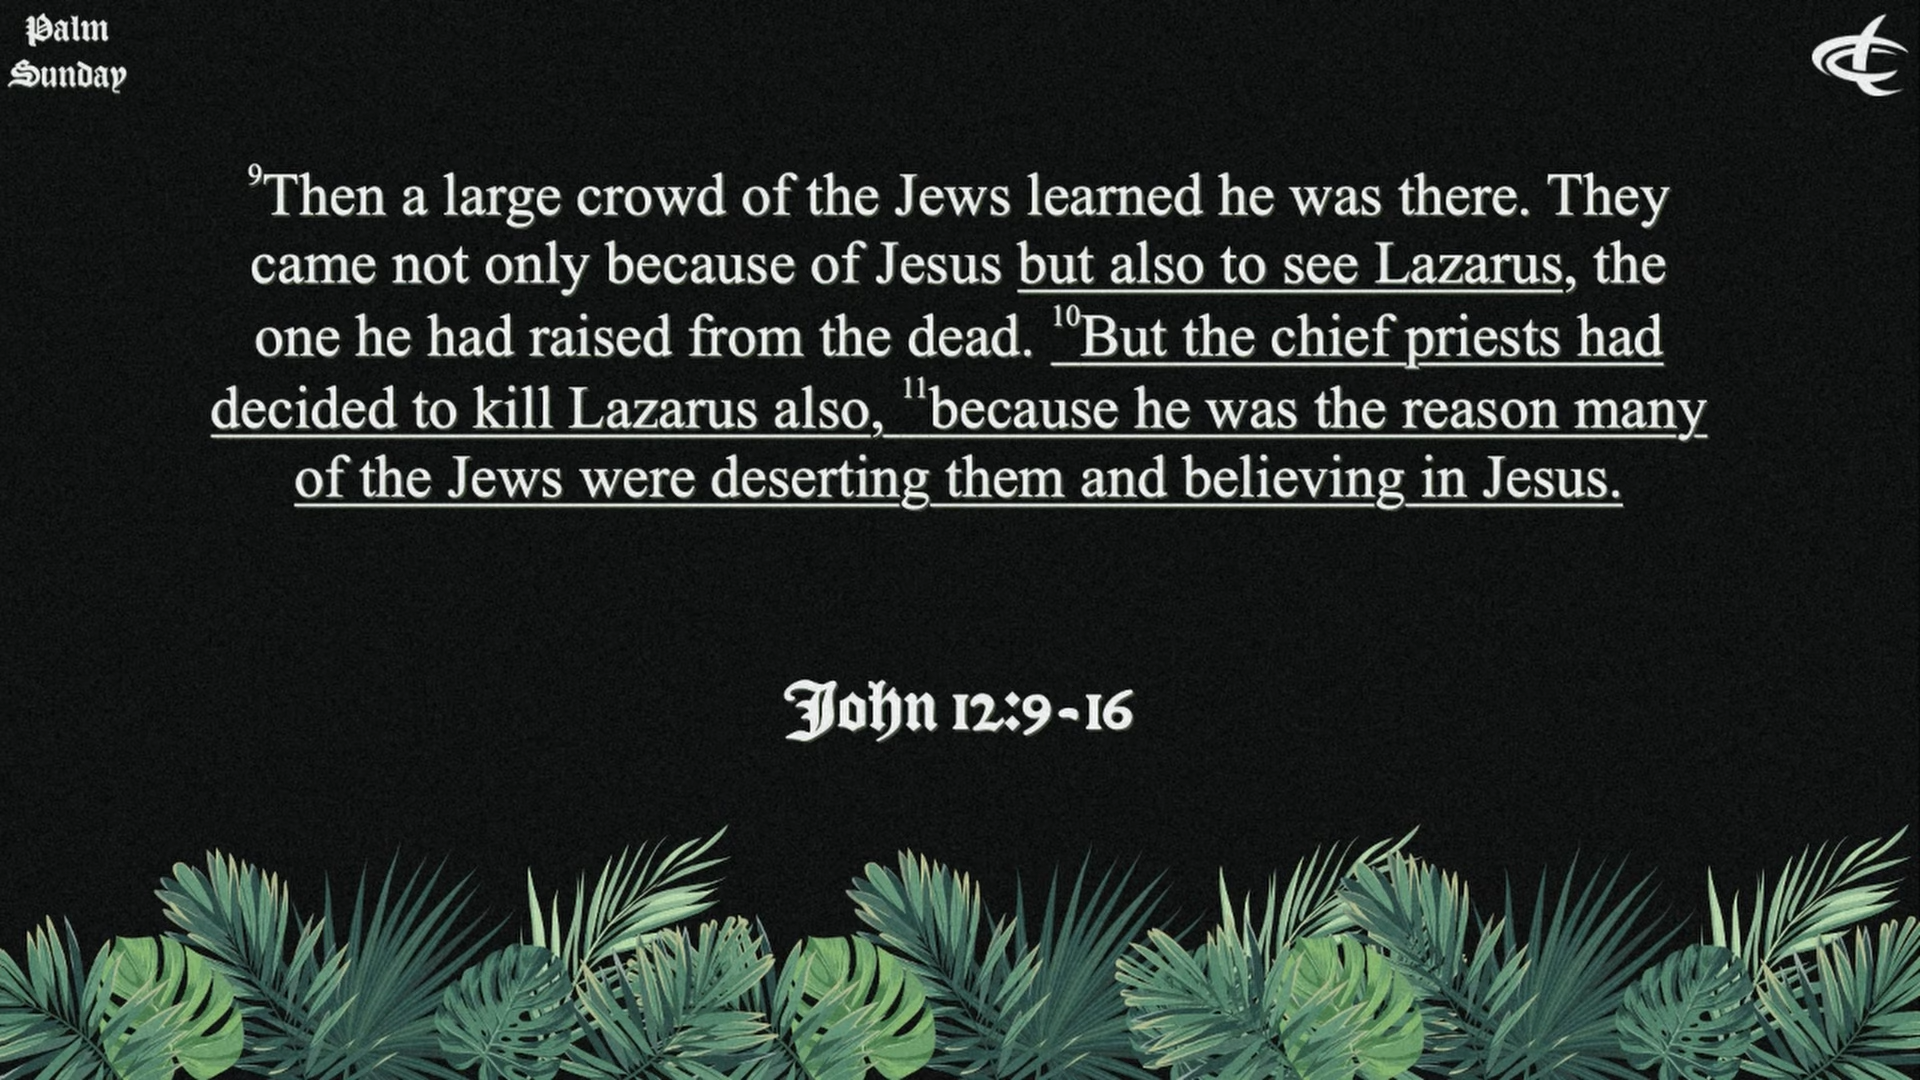 Palm
Sunday
⁹Then a large crowd of the Jews learned he was there. They
came not only because of Jesus but also to see Lazarus, the
one he had raised from the dead. ¹⁰But the chief priests had
decided to kill Lazarus also, ¹¹because he was the reason many
of the Jews were deserting them and believing in Jesus.
John 12:9-16